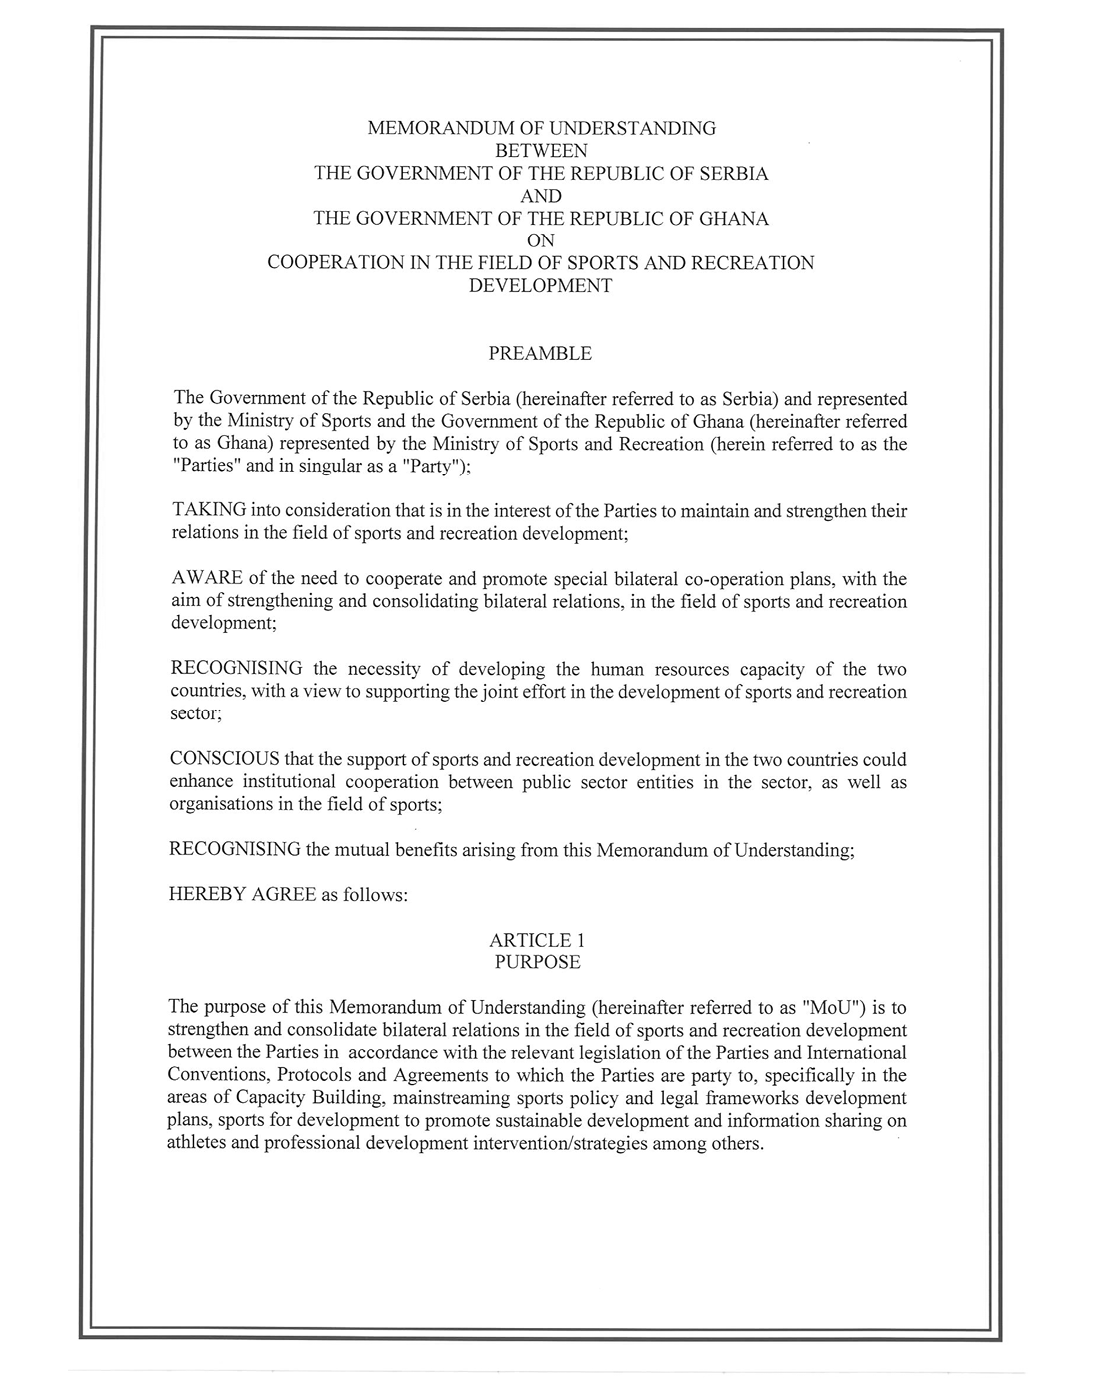 MEMORANDUM OF UNDERSTANDING
BETWEEN
THE GOVERNMENT OF THE REPUBLIC OF SERBIA
AND
THE GOVERNMENT OF THE REPUBLIC OF GHANA
ON
COOPERATION IN THE FIELD OF SPORTS AND RECREATION
DEVELOPMENT
PREAMBLE
The Government of the Republic of Serbia (hereinafter referred to as Serbia) and represented
by the Ministry of Sports and the Government of the Republic of Ghana (hereinafter referred
to as Ghana) represented by the Ministry of Sports and Recreation (herein referred to as the
"Parties" and in singular as a "Party");
TAKING into consideration that is in the interest of the Parties to maintain and strengthen their
relations in the field of sports and recreation development;
AWARE of the need to cooperate and promote special bilateral co-operation plans, with the
aim of strengthening and consolidating bilateral relations, in the field of sports and recreation
development;
RECOGNISING the necessity of developing the human resources capacity of the two
countries, with a view to supporting the joint effort in the development of sports and recreation
sector;
CONSCIOUS that the support of sports and recreation development in the two countries could
enhance institutional cooperation between public sector entities in the sector, as well as
organisations in the field of sports;
RECOGNISING the mutual benefits arising from this Memorandum of Understanding;
HEREBY AGREE as follows:
ARTICLE 1
PURPOSE
The purpose of this Memorandum of Understanding (hereinafter referred to as "MoU") is to
strengthen and consolidate bilateral relations in the field of sports and recreation development
between the Parties in accordance with the relevant legislation of the Parties and International
Conventions, Protocols and Agreements to which the Parties are party to, specifically in the
areas of Capacity Building, mainstreaming sports policy and legal frameworks development
plans, sports for development to promote sustainable development and information sharing on
athletes and professional development intervention/strategies among others.